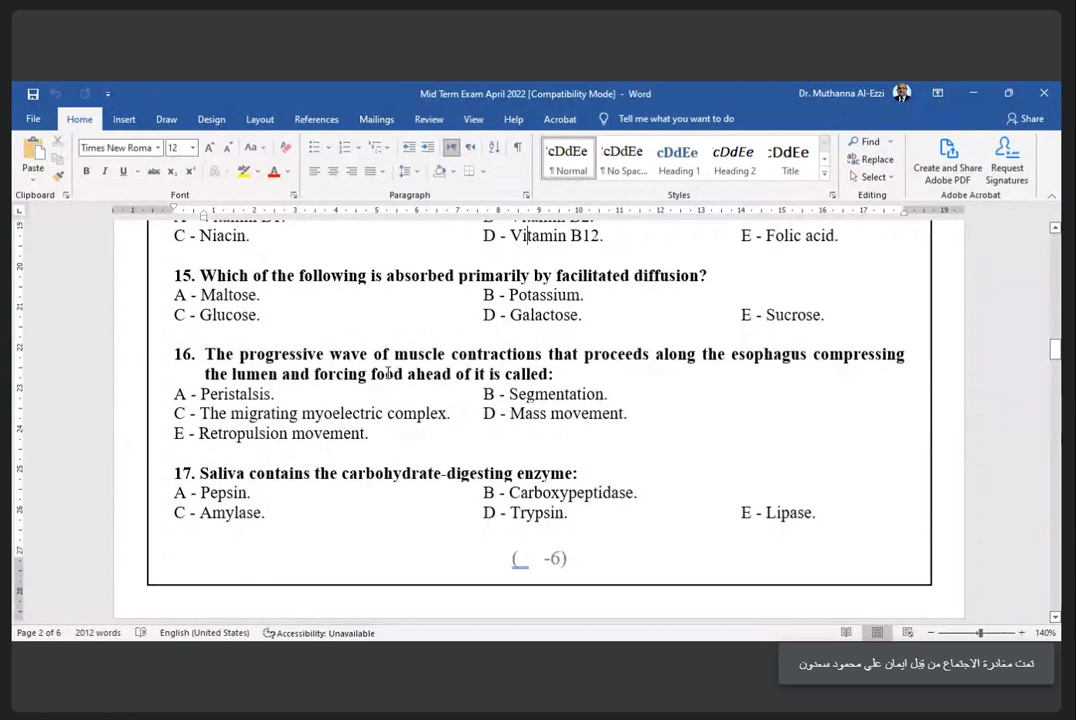 Mid Term Exam April 2022 [Compatibility Mode] - Word
Dr. Muthanna Al-Ezzi
File Home Insert Draw Design Layout References Mailings Review View Help Acrobat Tell me what you want to do Share
Times New Roma 12 Aa
Paste
B I U abc x₂ x²
cDdEe cDdEe cDdEe cDdEe cDdEe
¶ Normal ¶ No Spac... Heading 1 Heading 2 Title
Find
Replace
Select
Create and Share Adobe PDF
Request Signatures
Clipboard Font Paragraph Styles Editing Adobe Acrobat
C - Niacin. D - Vitamin B12. E - Folic acid.
15. Which of the following is absorbed primarily by facilitated diffusion?
A - Maltose. B - Potassium.
C - Glucose. D - Galactose. E - Sucrose.
16. The progressive wave of muscle contractions that proceeds along the esophagus compressing
the lumen and forcing food ahead of it is called:
A - Peristalsis. B - Segmentation.
C - The migrating myoelectric complex. D - Mass movement.
E - Retropulsion movement.
17. Saliva contains the carbohydrate-digesting enzyme:
A - Pepsin. B - Carboxypeptidase.
C - Amylase. D - Trypsin. E - Lipase.
( -6)
Page 2 of 6 2012 words English (United States) Accessibility: Unavailable 140%
تمت مغادرة الاجتماع من قبل ايمان علي محمود سعدون